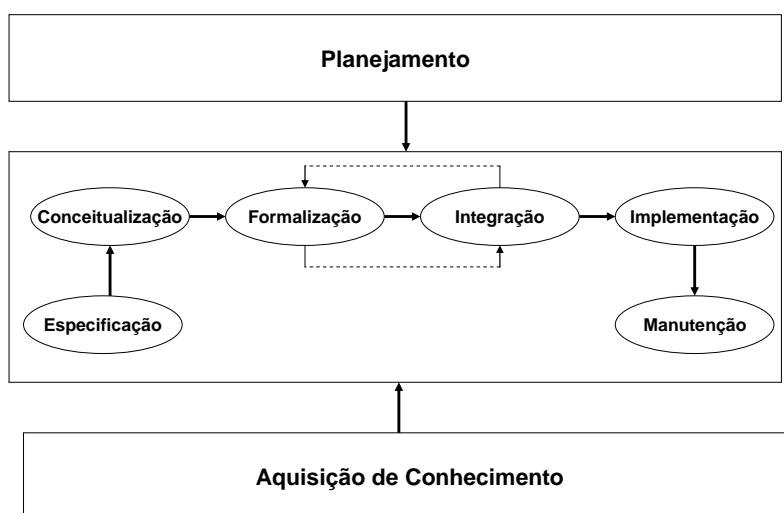 Planejamento
Conceitualização
Formalização
Integração
Implementação
Especificação
Manutenção
Aquisição de Conhecimento